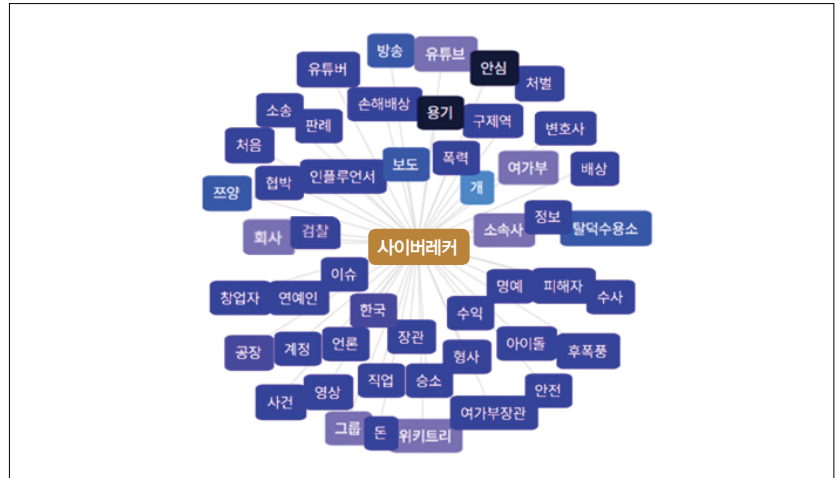 방송
유튜브
안심
유튜버
처벌
소송
손해배상
용기
구제역
판례
변호사
처음
보도
폭력
여가부
배상
쯔양
협박
인플루언서
개
회사
검찰
소속사
정보
탈덕수용소
사이버레커
이슈
창업자
연예인
한국
수익
명예
피해자
수사
공장
계정
언론
장관
형사
아이돌
후폭풍
사건
영상
직업
승소
안전
여가부장관
그룹
돈
위키트리